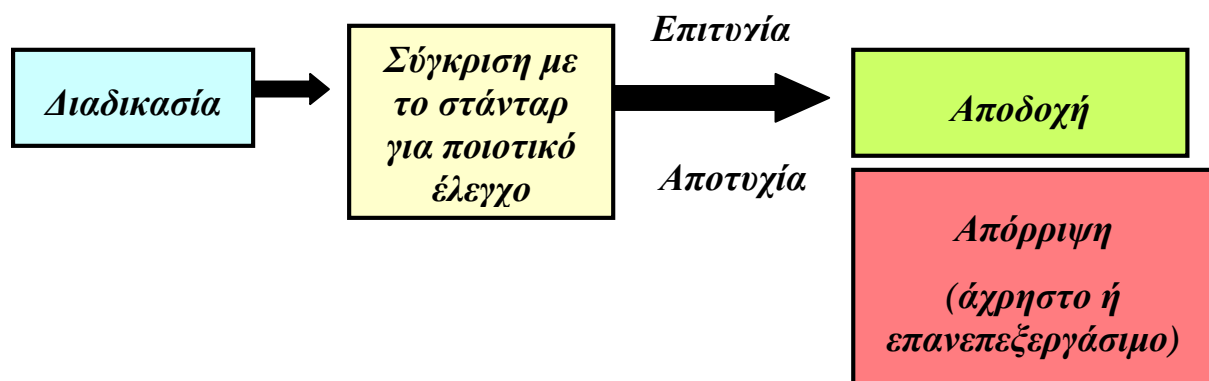 Διαδικασία
Σύγκριση με
το στάνταρ
για ποιοτικό
έλεγχο
Επιτυχία
Αποτυχία
Αποδοχή
Απόρριψη
(άχρηστο ή
επανεπεξεργάσιμο)